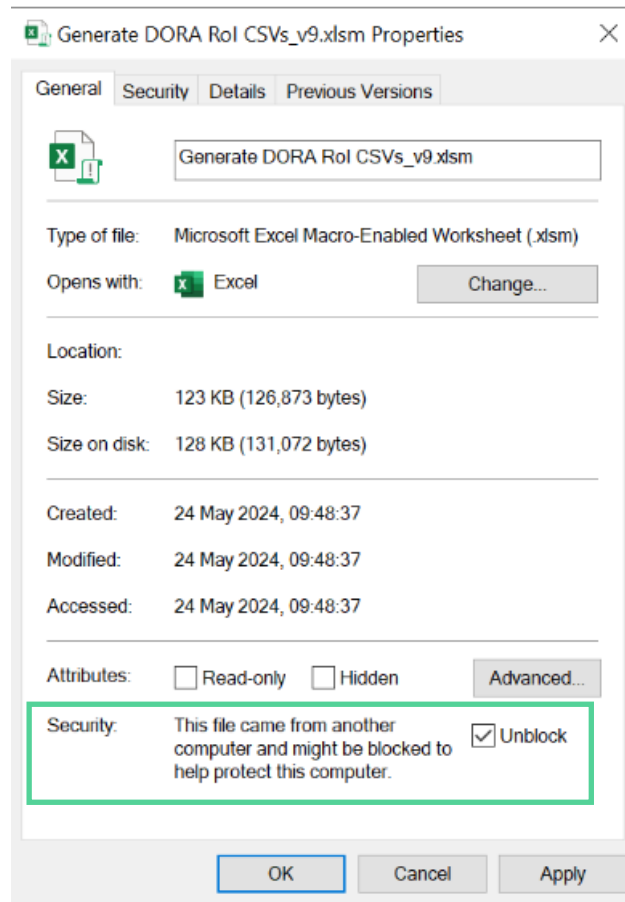 Generate DORA RoI CSVs_v9.xlsm Properties
General Security Details Previous Versions
Generate DORA RoI CSVs_v9.xlsm
Type of file: Microsoft Excel Macro-Enabled Worksheet (.xlsm)
Opens with: Excel Change...
Location:
Size: 123 KB (126,873 bytes)
Size on disk: 128 KB (131,072 bytes)
Created: 24 May 2024, 09:48:37
Modified: 24 May 2024, 09:48:37
Accessed: 24 May 2024, 09:48:37
Attributes: Read-only Hidden Advanced...
Security: This file came from another
computer and might be blocked to
help protect this computer.
Unblock
OK Cancel Apply